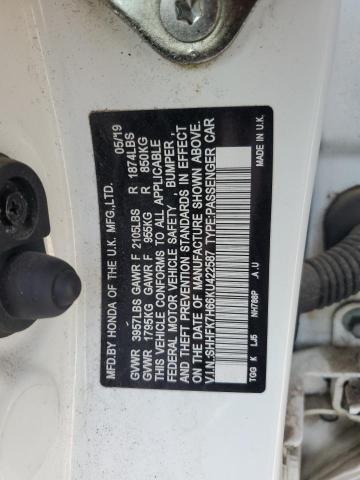 MFD.BY HONDA OF THE U.K. MFG.,LTD. 05/19
GVWR 3957LBS GAWR F 2105LBS R 1874LBS
GVWR 1795KG GAWR F 955KG R 850KG
THIS VEHICLE CONFORMS TO ALL APPLICABLE
FEDERAL MOTOR VEHICLE SAFETY, BUMPER,
AND THEFT PREVENTION STANDARDS IN EFFECT
ON THE DATE OF MANUFACTURE SHOWN ABOVE.
V.I.N.:SHHFK7H66KU422587 TYPE:PASSENGER CAR
NH788P A U MADE IN U.K.
TGG K LJ5